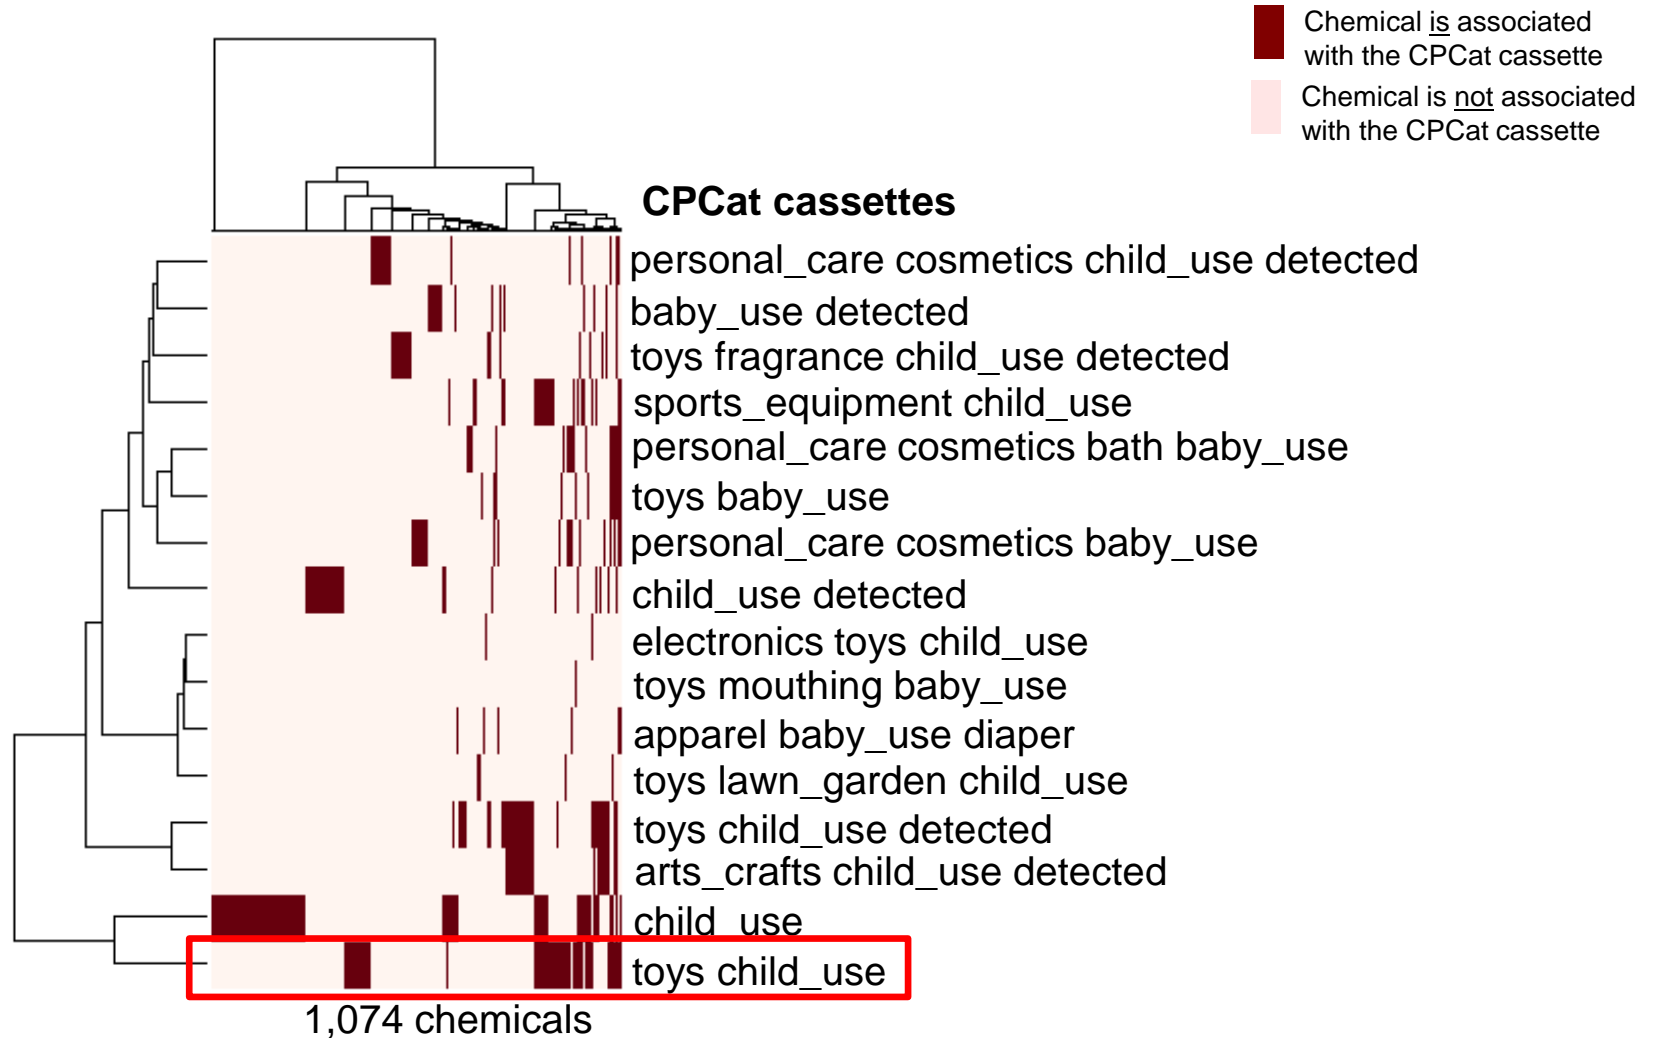 Chemical is associated
with the CPCat cassette
Chemical is not associated
with the CPCat cassette
CPCat cassettes
personal_care cosmetics child_use detected
baby_use detected
toys fragrance child_use detected
sports_equipment child_use
personal_care cosmetics bath baby_use
toys baby_use
personal_care cosmetics baby_use
child_use detected
electronics toys child_use
toys mouthing baby_use
apparel baby_use diaper
toys lawn_garden child_use
toys child_use detected
arts_crafts child_use detected
child_use
toys child_use
1,074 chemicals